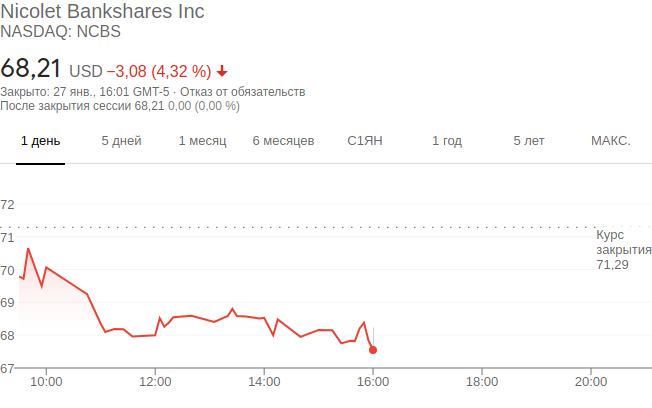 Nicolet Bankshares Inc
NASDAQ: NCBS
68,21 USD −3,08 (4,32 %)
Закрыто: 27 янв., 16:01 GMT-5 · Отказ от обязательств
После закрытия сессии 68,21 0,00 (0,00 %)
1 день 5 дней 1 месяц 6 месяцев С1ЯН 1 год 5 лет МАКС.
72
71
70
69
68
67
Курс
закрытия
71,29
10:00 12:00 14:00 16:00 18:00 20:00